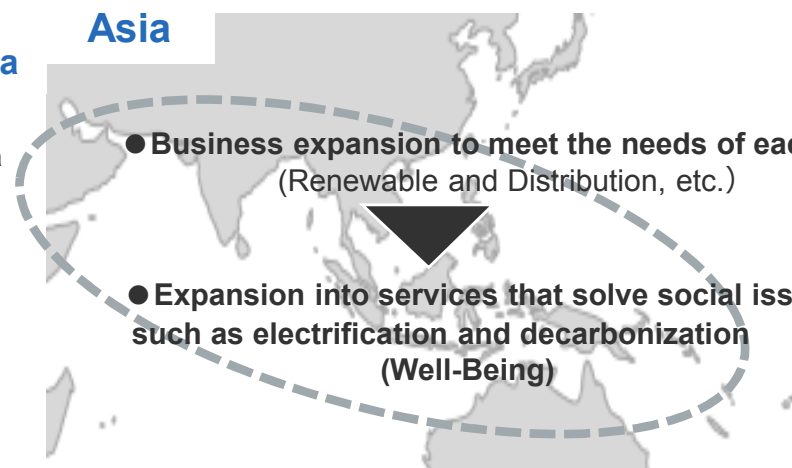 Asia
a
a
●Business expansion to meet the needs of eac
(Renewable and Distribution, etc.）
●Expansion into services that solve social iss
such as electrification and decarbonization
(Well-Being)